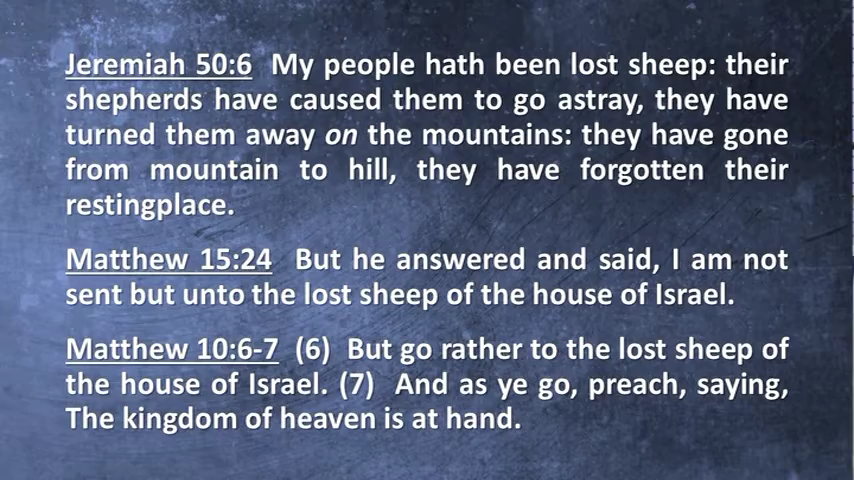 Jeremiah 50:6 My people hath been lost sheep: their
shepherds have caused them to go astray, they have
turned them away on the mountains: they have gone
from mountain to hill, they have forgotten their
restingplace.
Matthew 15:24 But he answered and said, I am not
sent but unto the lost sheep of the house of Israel.
Matthew 10:6-7 (6) But go rather to the lost sheep of
the house of Israel. (7) And as ye go, preach, saying,
The kingdom of heaven is at hand.